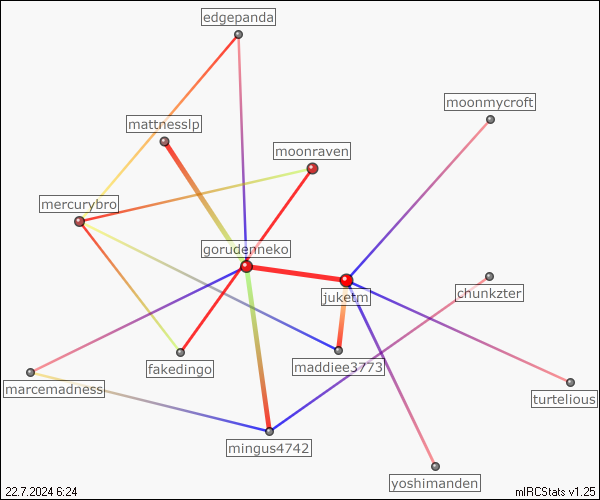 edgepanda
moonmycroft
mattnesslp
moonraven
mercurybro
gorudenneko
chunkzter
juketm
maddiee3773
fakedingo
marcemadness
turtelious
mingus4742
yoshimanden
22.7.2024 6:24
mIRCStats v1.25